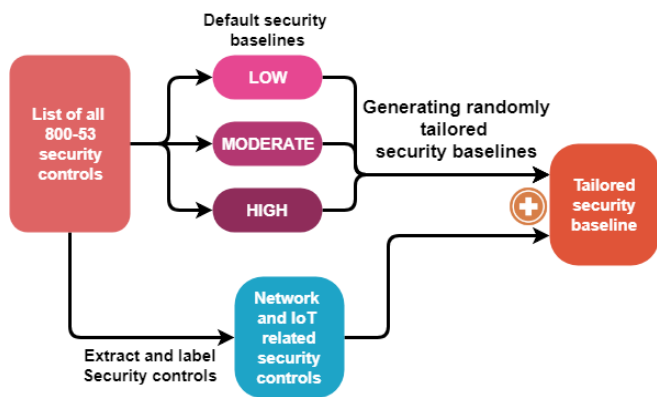 Default security
baselines
List of all
800-53
security
controls
LOW
MODERATE
HIGH
Generating randomly
tailored
security baselines
Tailored
security
baseline
Extract and label
Security controls
Network
and IoT
related
security
controls